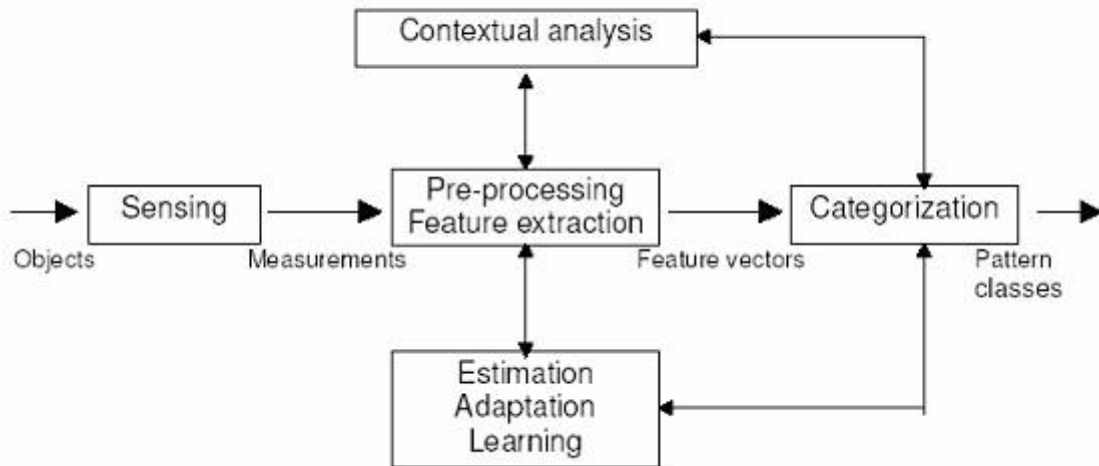 Contextual analysis
Sensing
Pre-processing
Feature extraction
Categorization
Objects
Measurements
Feature vectors
Pattern
classes
Estimation
Adaptation
Learning